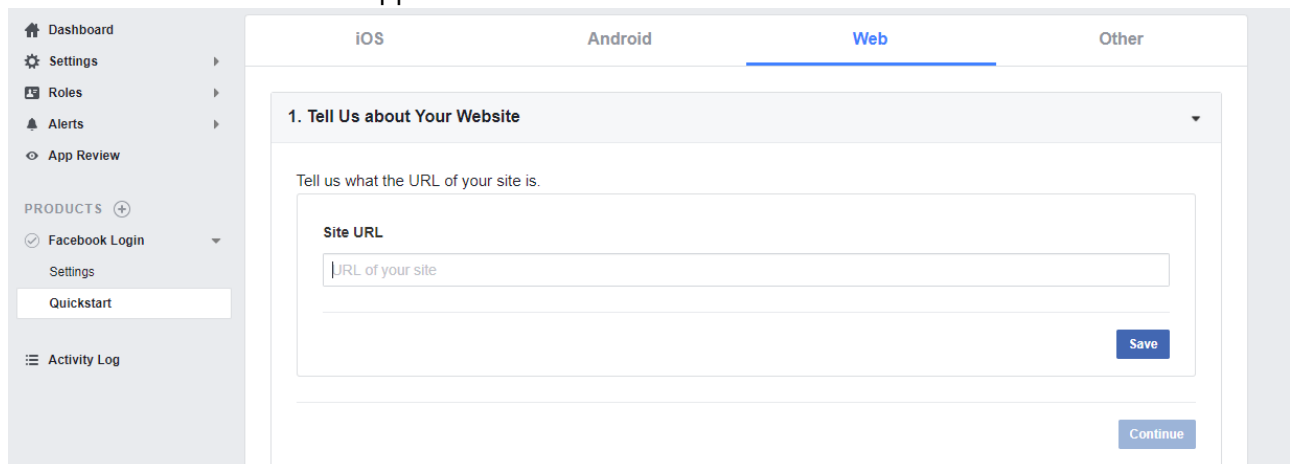 Dashboard
Settings
Roles
Alerts
App Review
PRODUCTS
Facebook Login
Settings
Quickstart
Activity Log
iOS Android Web Other
1. Tell Us about Your Website
Tell us what the URL of your site is.
Site URL
URL of your site
Save
Continue